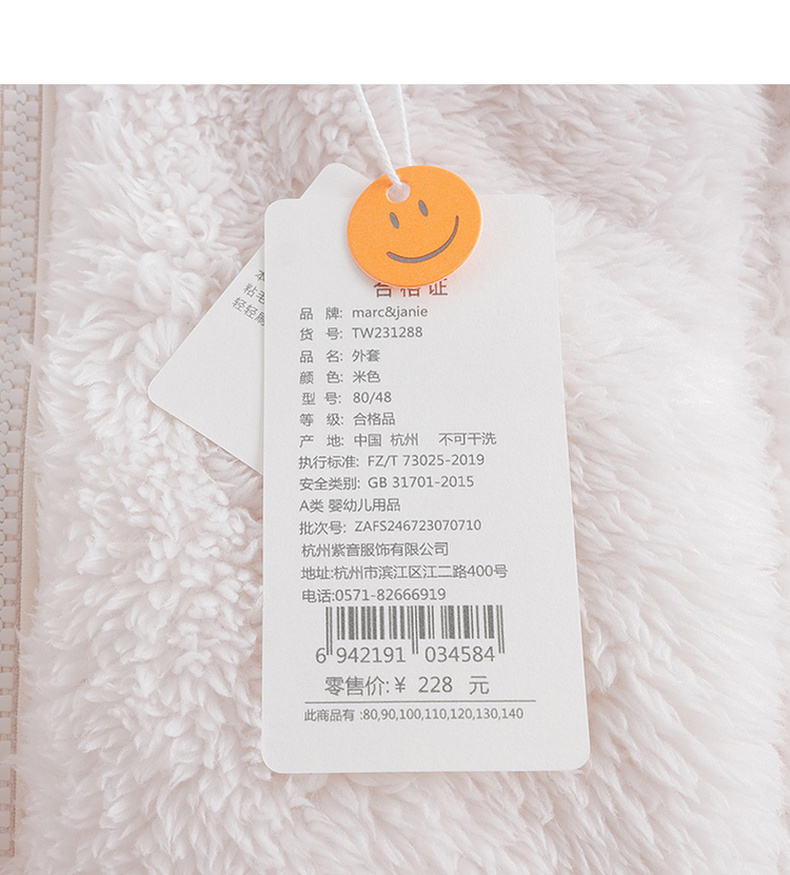 合格证
品 牌: marc&janie
货 号: TW231288
品 名: 外套
颜 色: 米色
型 号: 80/48
等 级: 合格品
产 地: 中国 杭州 不可干洗
执行标准: FZ/T 73025-2019
安全类别: GB 31701-2015
A类 婴幼儿用品
批次号: ZAFS246723070710
杭州紫音服饰有限公司
地址:杭州市滨江区江二路400号
电话:0571-82666919
6 942191 034584
零售价:¥ 228 元
此商品有 :80,90,100,110,120,130,140
本
粘毛
轻轻